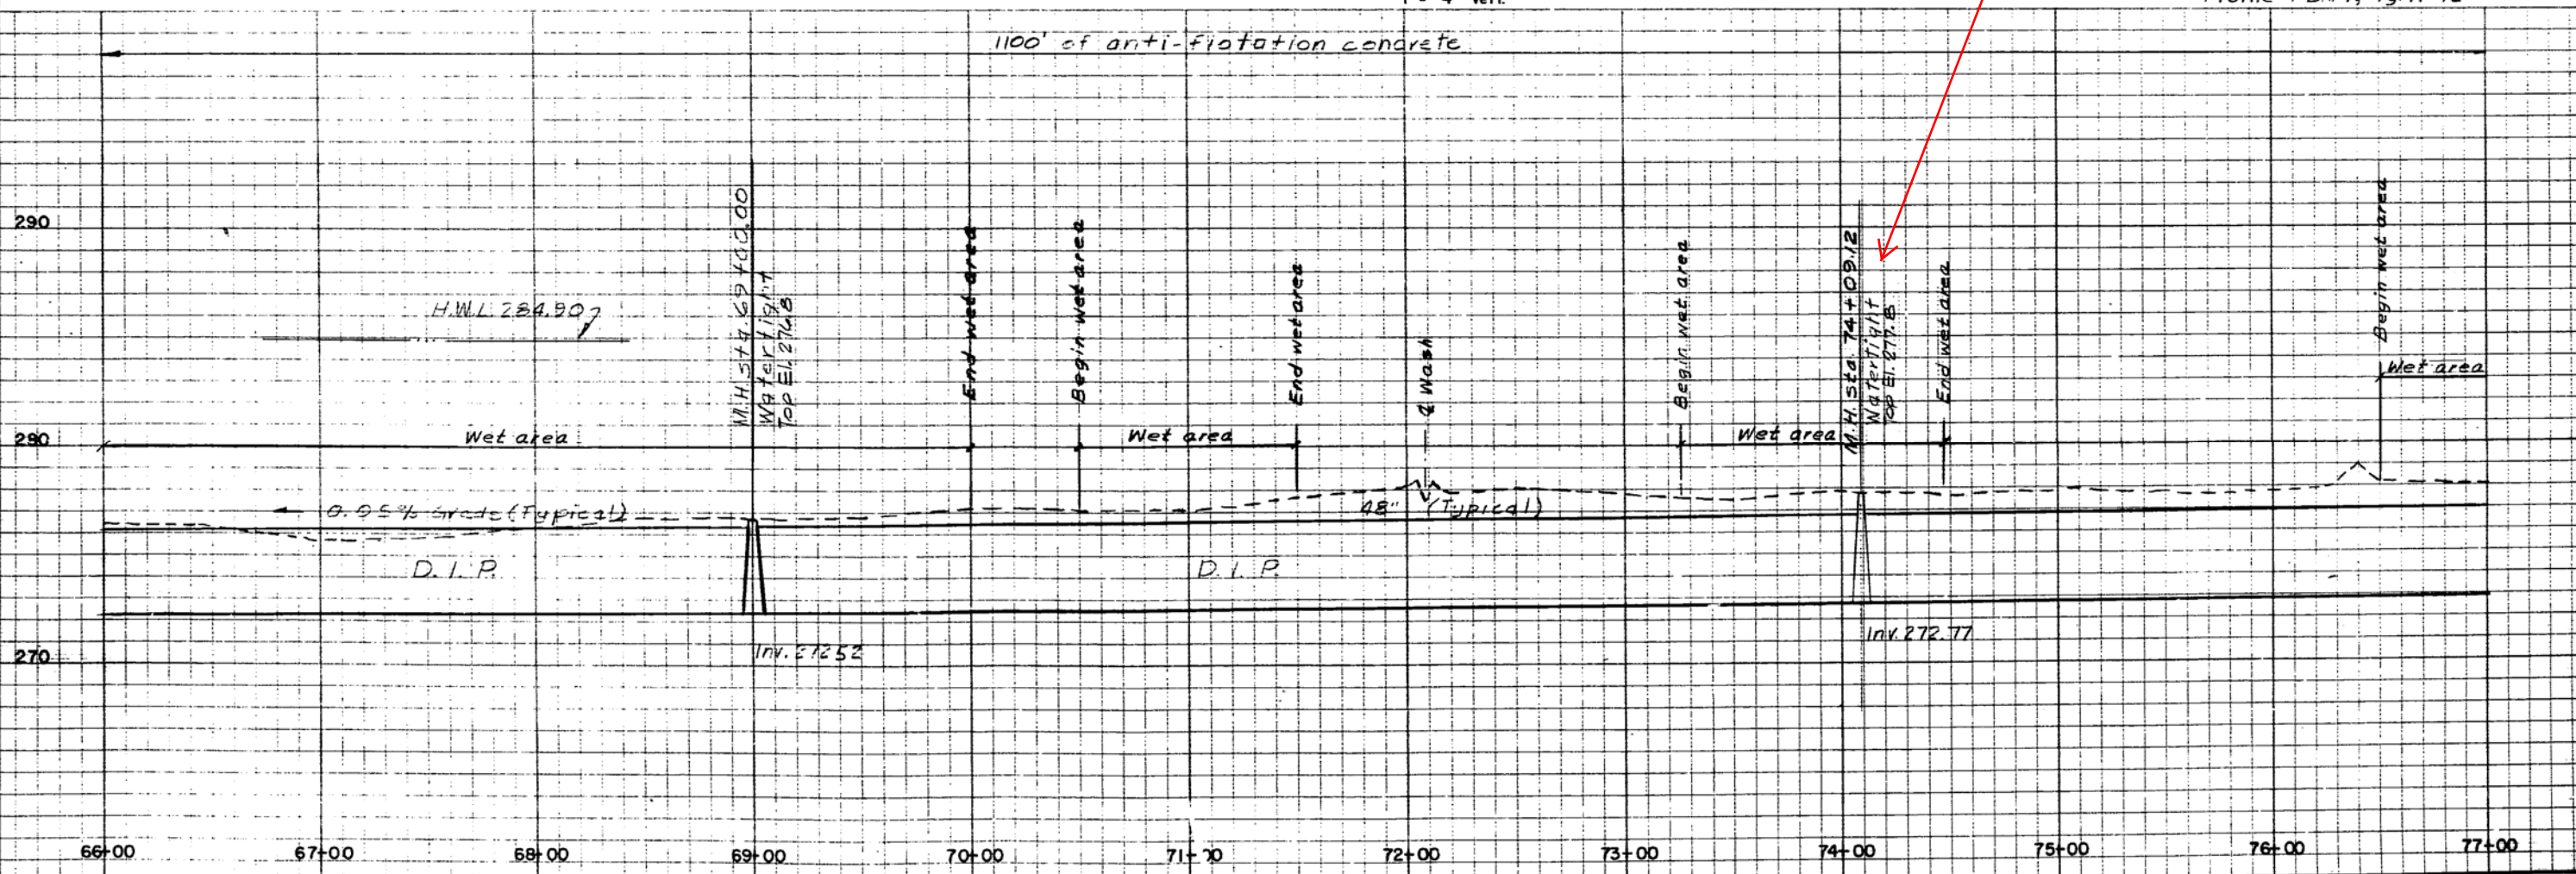 1100' of anti-flotation concrete
290
H.W.L. 284.90
M.H. sta. 69+00.00
Watertight
Top El. 276.8
End wet area
Begin wet area
End wet area
℄ Wash
Begin wet area
M.H. sta. 74+09.12
Watertight
Top El. 277.8
End wet area
Begin wet area
Wet area
280
Wet area
Wet area
Wet area
0.05% Grade (Typical)
48" (Typical)
D.I.P.
D.I.P.
270
Inv. 272.52
Inv. 272.77
66+00
67+00
68+00
69+00
70+00
71+00
72+00
73+00
74+00
75+00
76+00
77+00